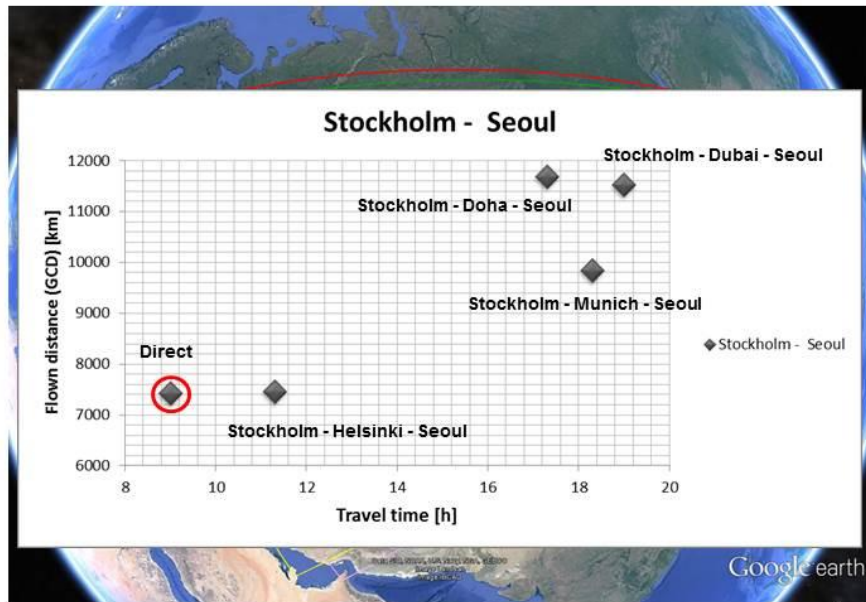 Stockholm -  Seoul
Flown distance (GCD) [km]
12000
11000
10000
9000
8000
7000
6000
Stockholm - Dubai - Seoul
Stockholm - Doha - Seoul
Stockholm - Munich - Seoul
Direct
Stockholm - Helsinki - Seoul
Stockholm -  Seoul
8 10 12 14 16 18 20
Travel time [h]
Google earth